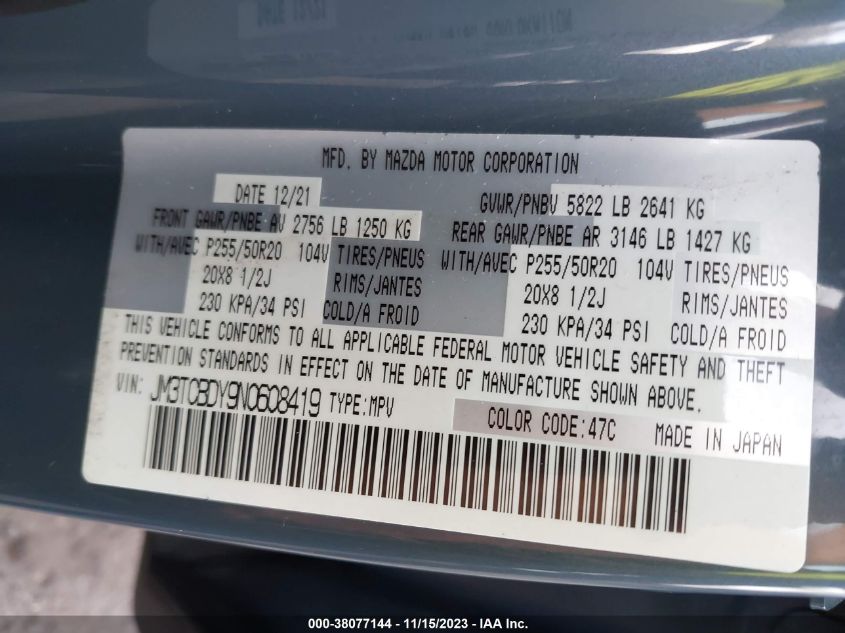 MFD. BY MAZDA MOTOR CORPORATION
DATE 12/21 GVWR/PNBV 5822 LB 2641 KG
FRONT GAWR/PNBE AV 2756 LB 1250 KG REAR GAWR/PNBE AR 3146 LB 1427 KG
WITH/AVEC P255/50R20 104V TIRES/PNEUS WITH/AVEC P255/50R20 104V TIRES/PNEUS
20X8 1/2J RIMS/JANTES 20X8 1/2J RIMS/JANTES
230 KPA/34 PSI COLD/A FROID 230 KPA/34 PSI COLD/A FROID
THIS VEHICLE CONFORMS TO ALL APPLICABLE FEDERAL MOTOR VEHICLE SAFETY AND THEFT
PREVENTION STANDARDS IN EFFECT ON THE DATE OF MANUFACTURE SHOWN ABOVE.
VIN: JM3TCBDY9N0608419 TYPE:MPV
COLOR CODE:47C MADE IN JAPAN
000-38077144 - 11/15/2023 - IAA Inc.